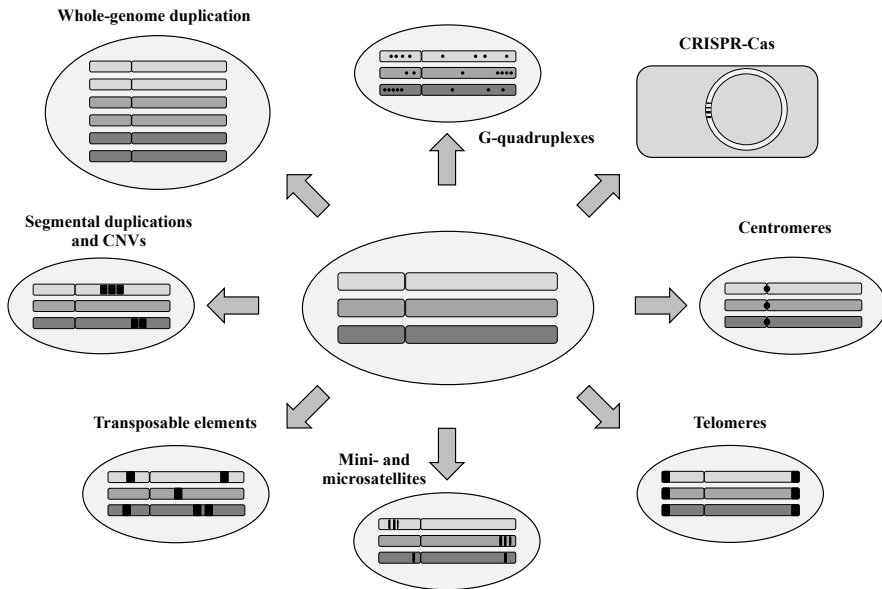 Whole-genome duplication
CRISPR-Cas
G-quadruplexes
Segmental duplications
and CNVs
Centromeres
Transposable elements
Mini- and
microsatellites
Telomeres